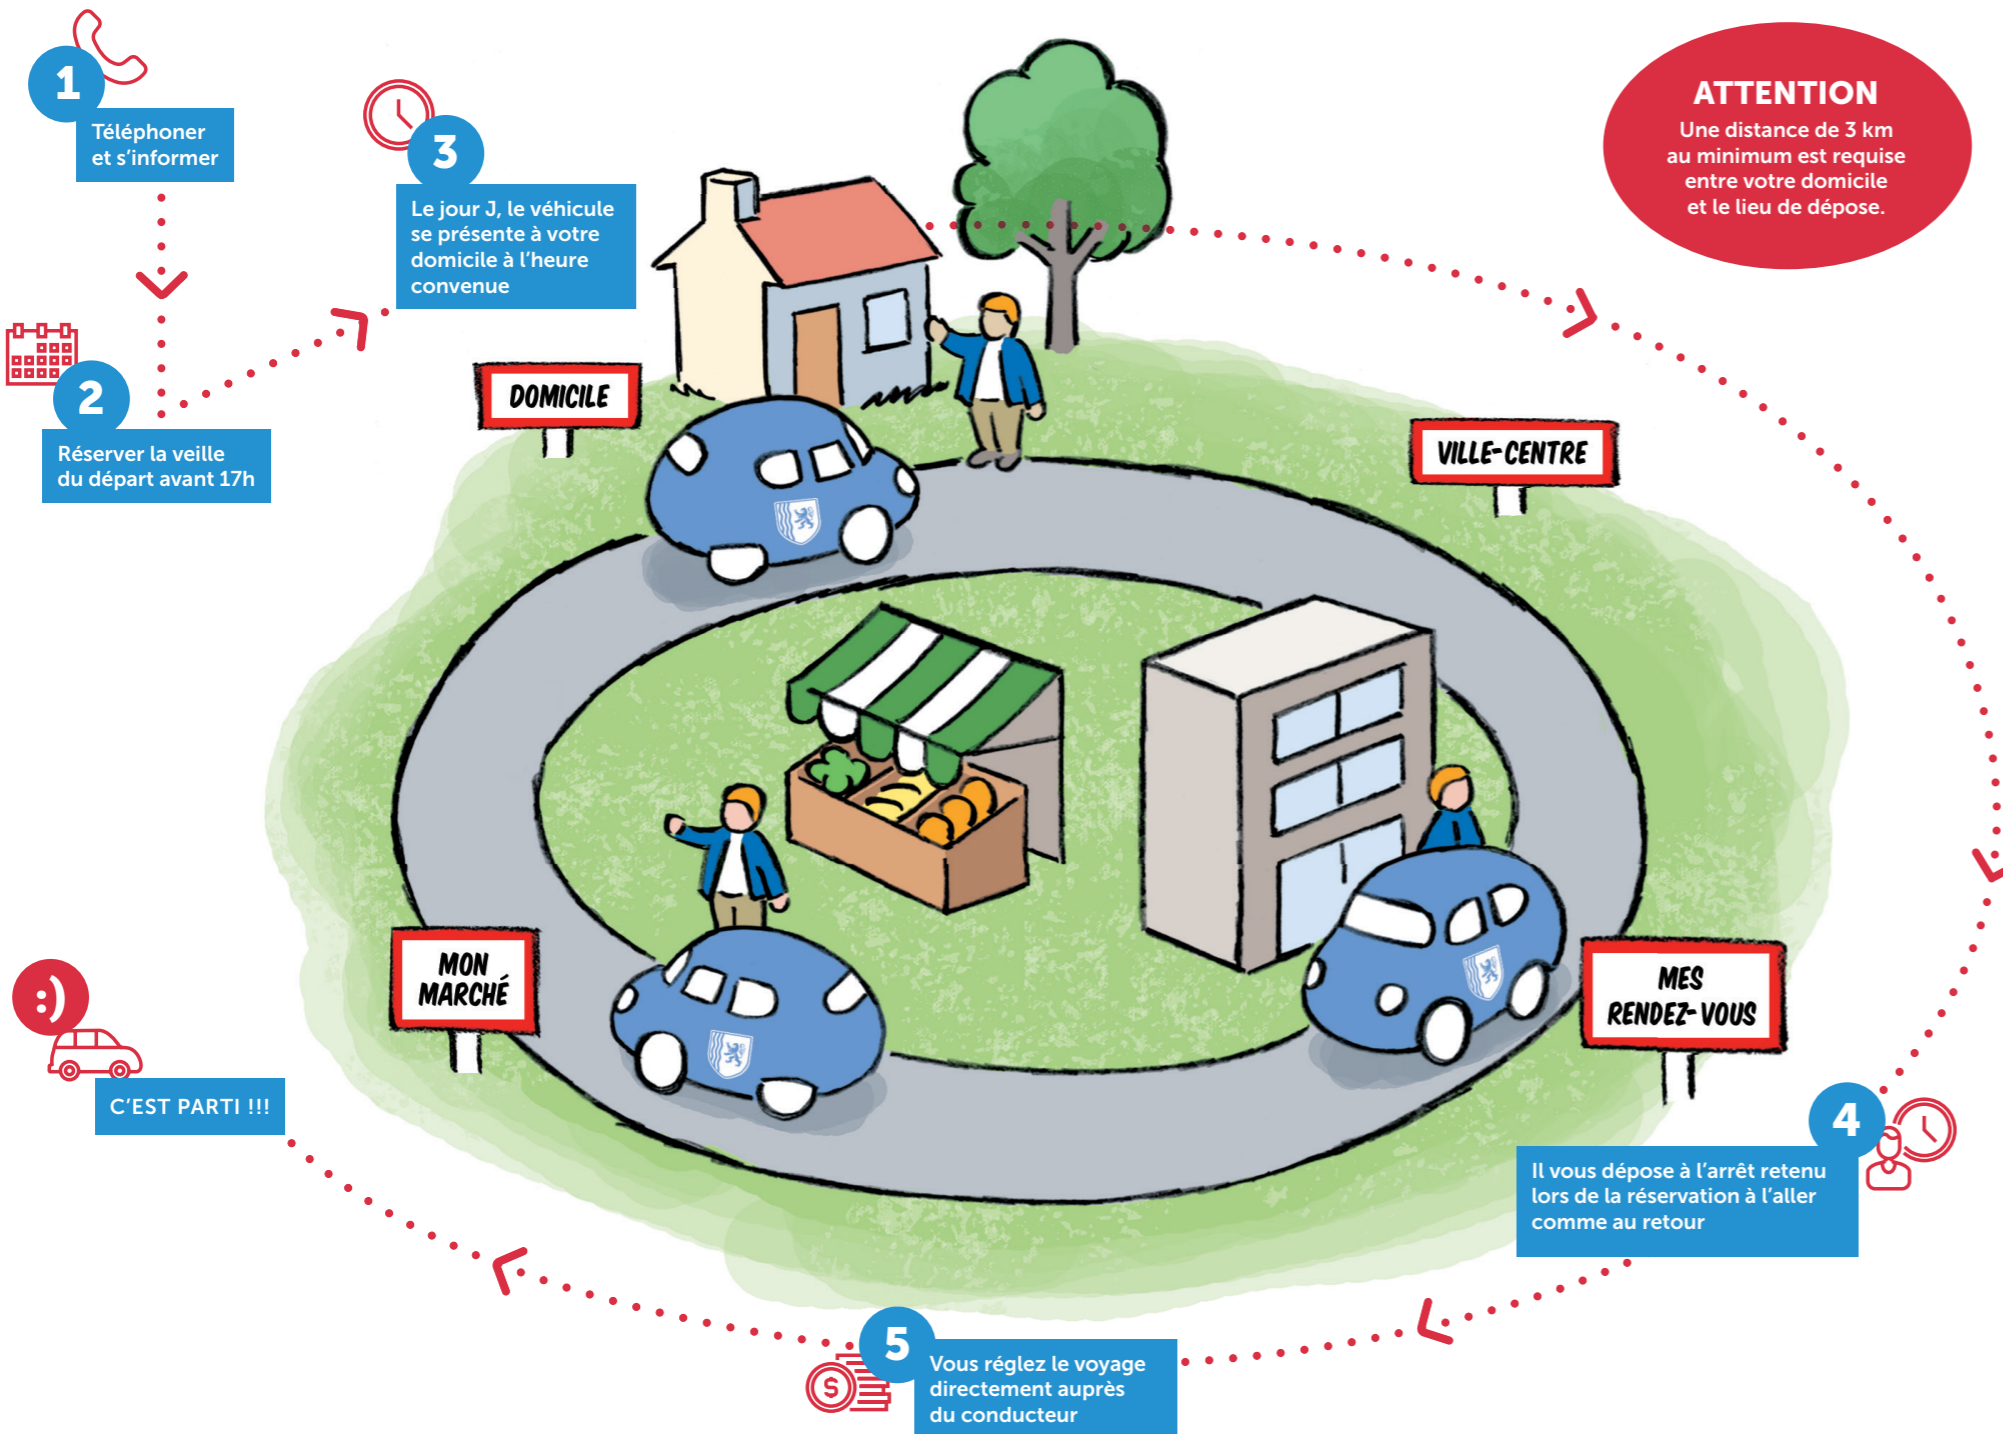 1
Téléphoner
et s'informer
2
Réserver la veille
du départ avant 17h
3
Le jour J, le véhicule
se présente à votre
domicile à l'heure
convenue
ATTENTION
Une distance de 3 km
au minimum est requise
entre votre domicile
et le lieu de dépose.
DOMICILE
VILLE-CENTRE
MON
MARCHÉ
MES
RENDEZ-VOUS
4
Il vous dépose à l'arrêt retenu
lors de la réservation à l'aller
comme au retour
5
$
Vous réglez le voyage
directement auprès
du conducteur
:)
C'EST PARTI !!!